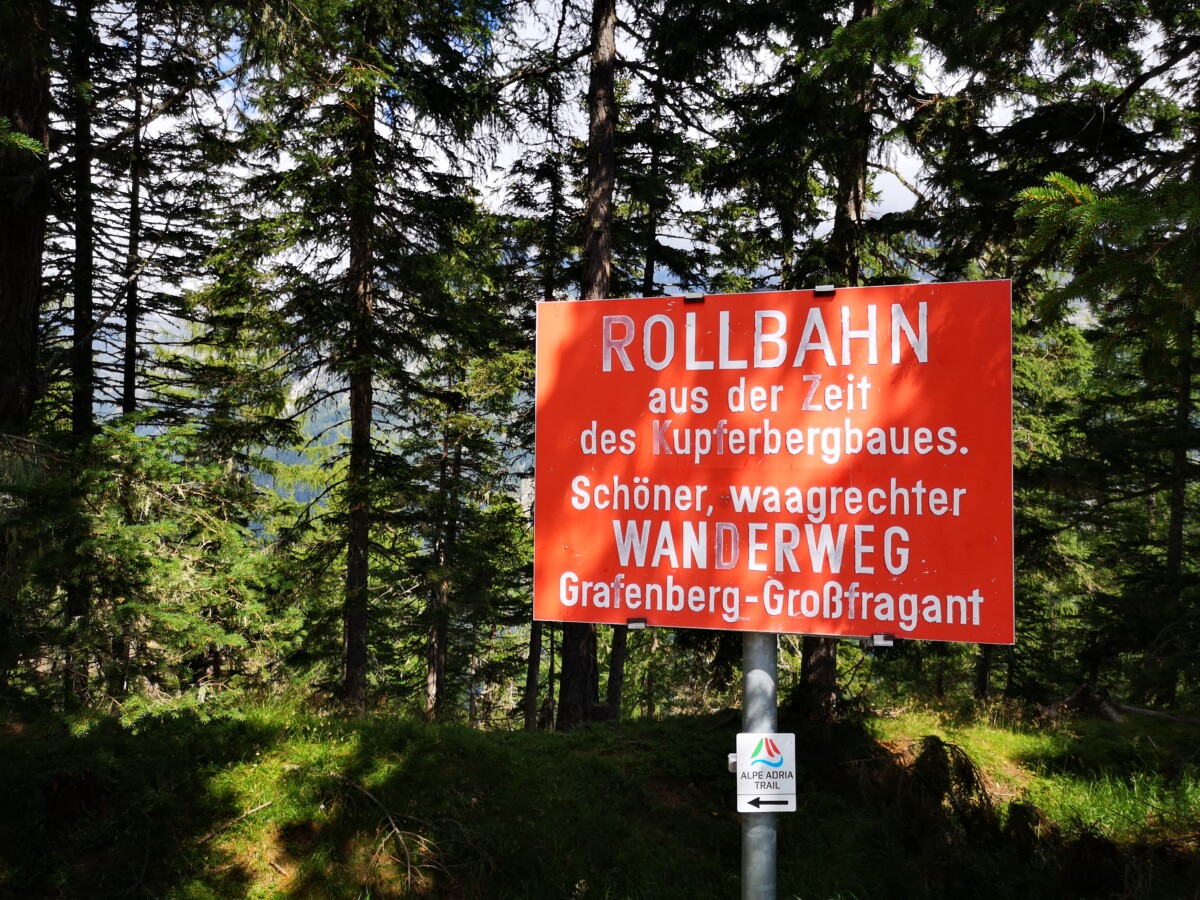 ROLLBAHN
aus der Zeit
des Kupferbergbaues.
Schöner, waagrechter
WANDERWEG
Grafenberg-Großfragant
ALPE ADRIA
TRAIL